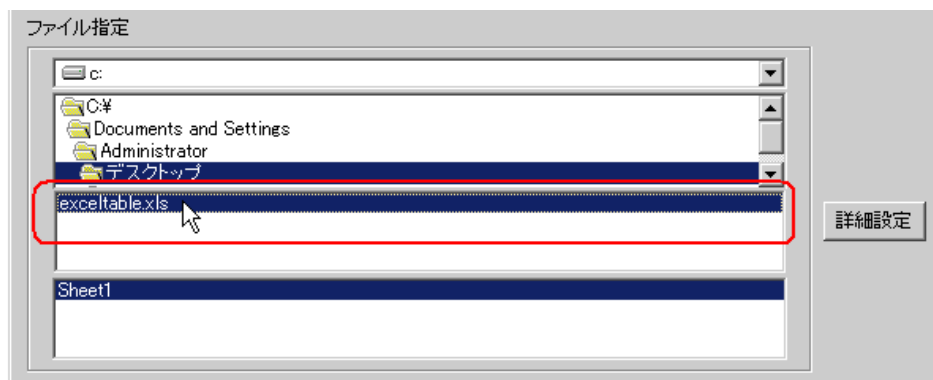 ファイル指定
c:
C:¥
Documents and Settings
Administrator
デスクトップ
exceltable.xls
詳細設定
Sheet1